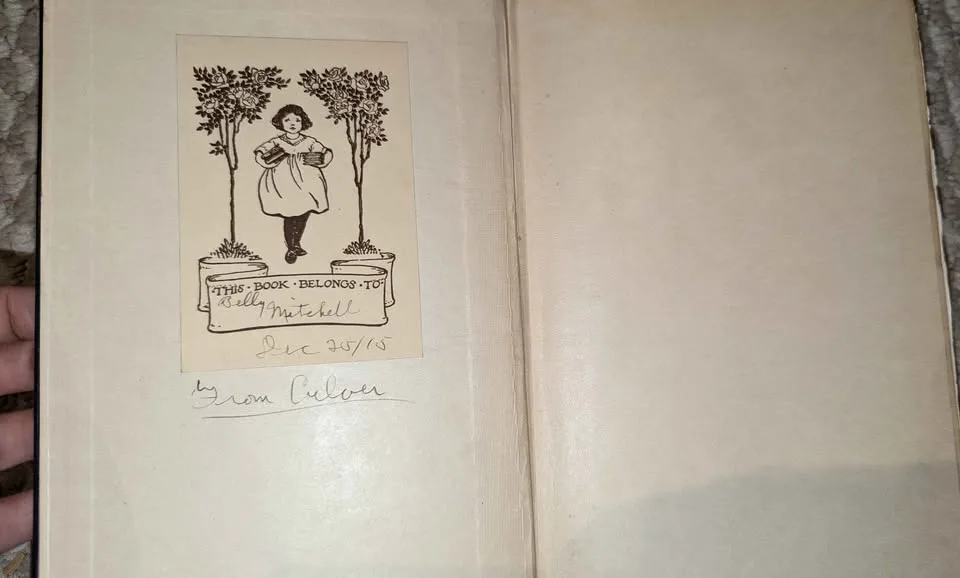 THIS · BOOK · BELONGS · TO
Betty Mitchell
Dec 25/15
From Culver